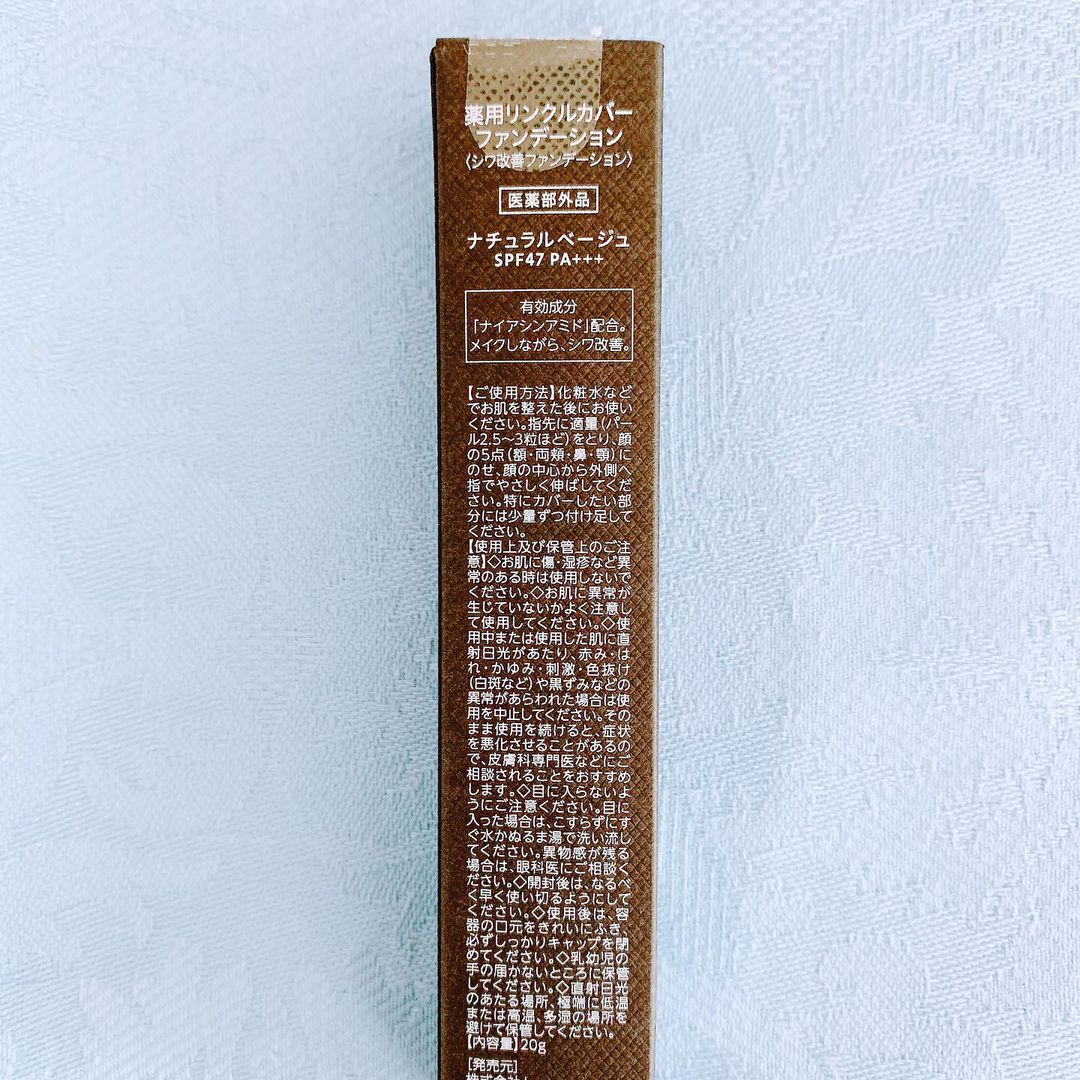 薬用リンクルカバー
ファンデーション
〈シワ改善ファンデーション〉
医薬部外品
ナチュラルベージュ
SPF47 PA+++
有効成分
「ナイアシンアミド」配合。
メイクしながら、シワ改善。
【ご使用方法】化粧水など
でお肌を整えた後にお使い
ください。指先に適量(パー
ル2.5〜3粒ほど)をとり、顔
の5点(額・両頬・鼻・顎)に
のせ、顔の中心から外側へ
指でやさしく伸ばしてくだ
さい。特にカバーしたい部
分には少量ずつ付け足して
ください。
【使用上及び保管上のご注
意】◇お肌に傷・湿疹など異
常のある時は使用しないで
ください。◇お肌に異常が
生じていないかよく注意し
て使用してください。◇使
用中または使用した肌に直
射日光があたり、赤み・は
れ・かゆみ・刺激・色抜け
(白斑など)や黒ずみなどの
異常があらわれた場合は使
用を中止してください。その
まま使用を続けると、症状
を悪化させることがあるの
で、皮膚科専門医などにご
相談されることをおすすめ
します。◇目に入らないよ
うにご注意ください。目に
入った場合は、こすらずにす
ぐ水かぬるま湯で洗い流し
てください。異物感が残る
場合は、眼科医にご相談く
ださい。◇開封後は、なるべ
く早く使い切るようにして
ください。◇使用後は、容
器の口元をきれいにふき、
必ずしっかりキャップを閉
めてください。◇乳幼児の
手の届かないところに保管
してください。◇直射日光
のあたる場所、極端に低温
または高温、多湿の場所を
避けて保管してください。
【内容量】20g
[発売元]
株式会社